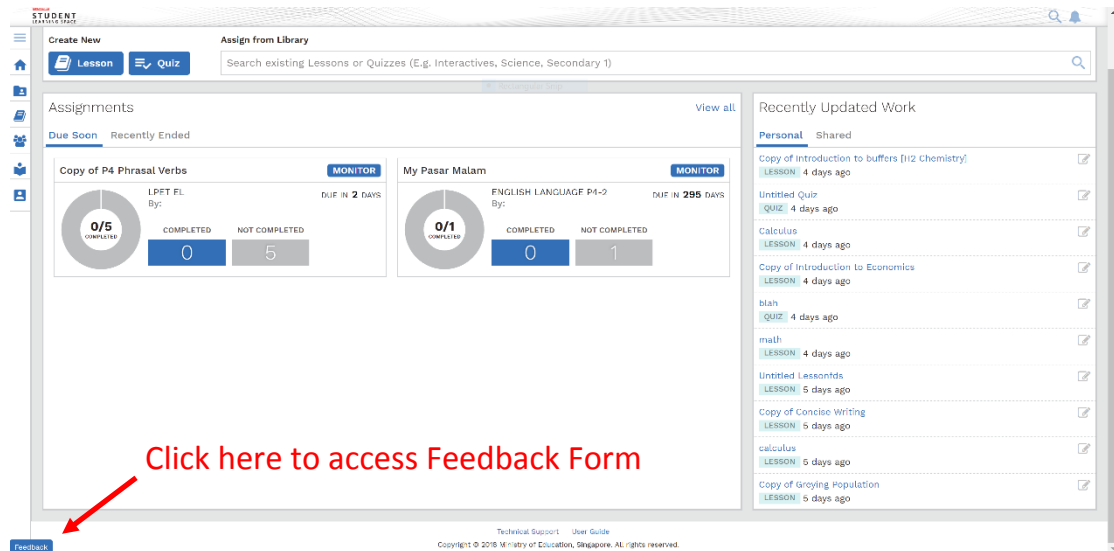 STUDENT
LEARNING SPACE
Create New
Assign from Library
Lesson
Quiz
Search existing Lessons or Quizzes (E.g. Interactives, Science, Secondary 1)
Assignments
View all
Due Soon Recently Ended
Copy of P4 Phrasal Verbs
MONITOR
LPET EL
DUE IN 2 DAYS
By:
0/5
COMPLETED
COMPLETED
NOT COMPLETED
0
5
My Pasar Malam
MONITOR
ENGLISH LANGUAGE P4-2
DUE IN 295 DAYS
By:
0/1
COMPLETED
COMPLETED
NOT COMPLETED
0
1
Recently Updated Work
Personal Shared
Copy of Introduction to buffers [H2 Chemistry]
LESSON 4 days ago
Untitled Quiz
QUIZ 4 days ago
Calculus
LESSON 4 days ago
Copy of Introduction to Economics
LESSON 4 days ago
blah
QUIZ 4 days ago
math
LESSON 4 days ago
Untitled Lessonfds
LESSON 5 days ago
Copy of Concise Writing
LESSON 5 days ago
calculus
LESSON 5 days ago
Copy of Greying Population
LESSON 5 days ago
Click here to access Feedback Form
Feedback
Technical Support User Guide
Copyright © 2018 Ministry of Education, Singapore. All rights reserved.